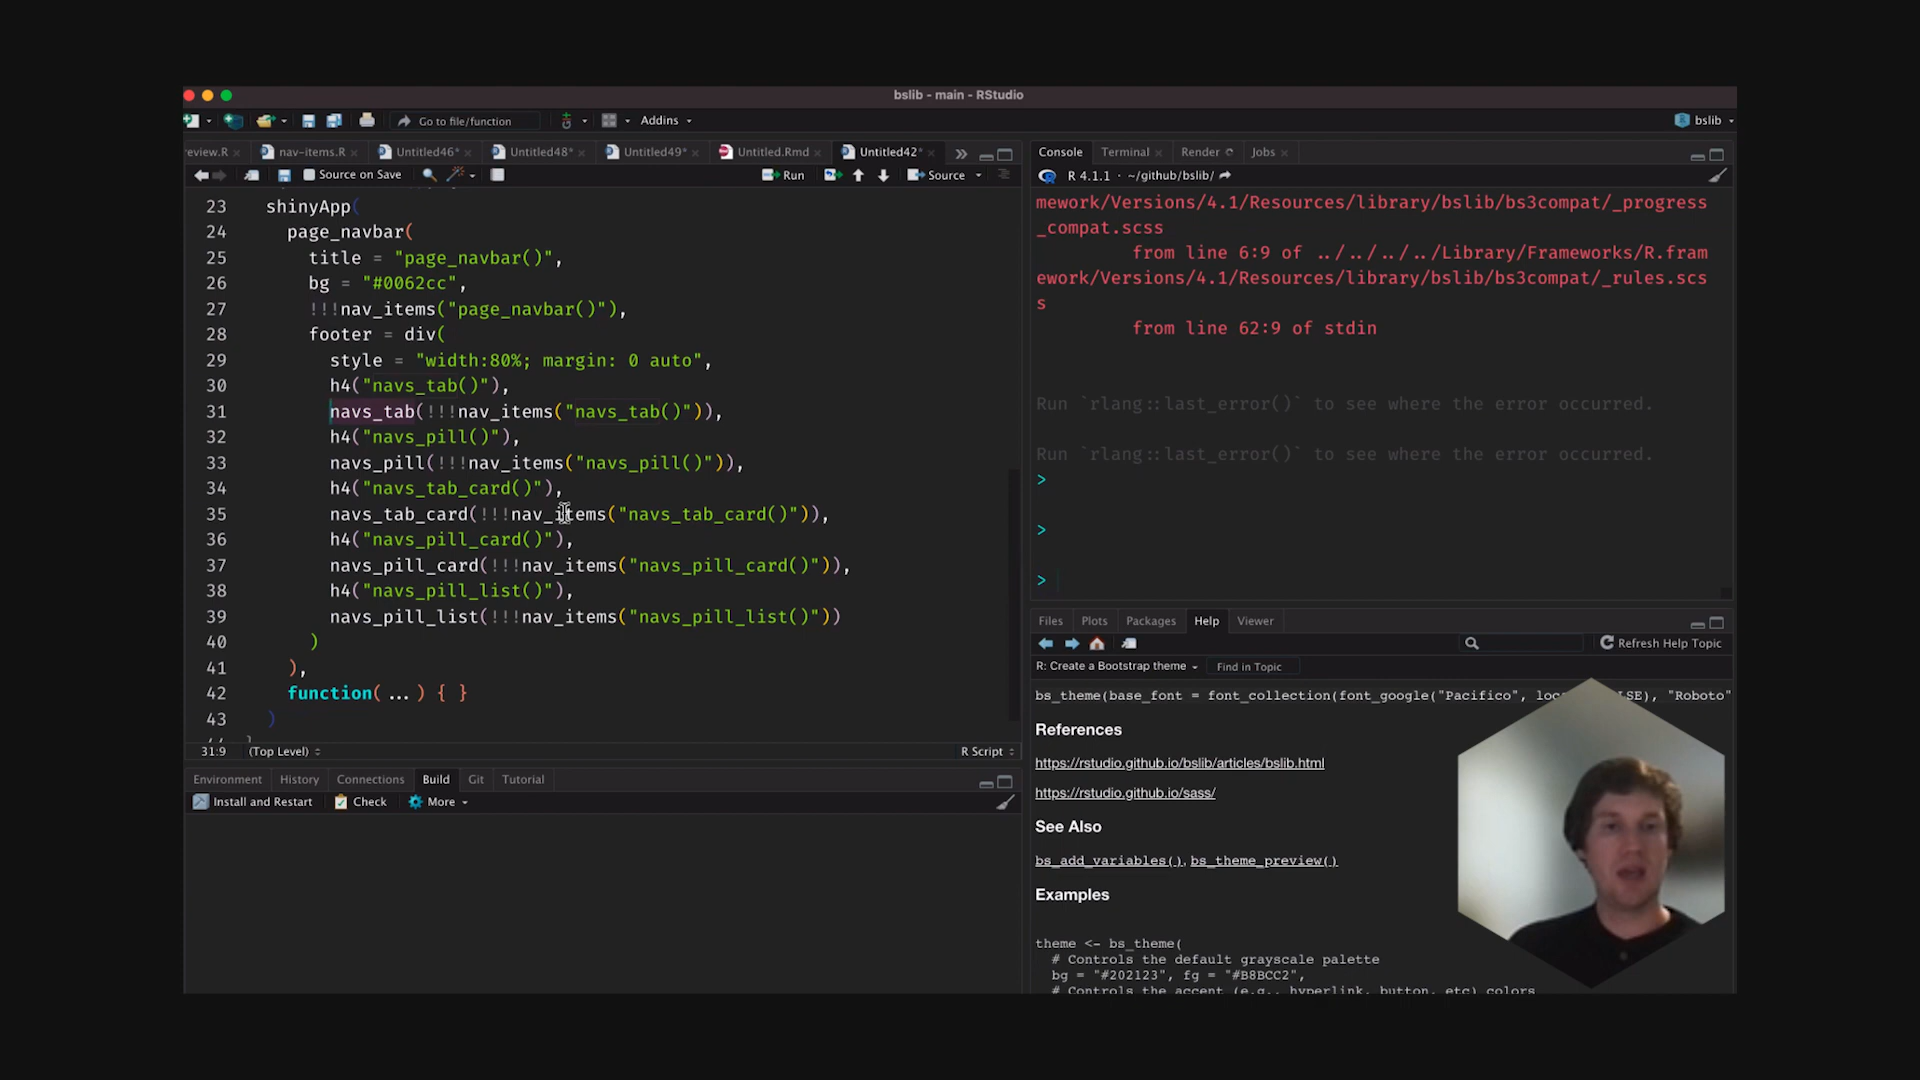 bslib - main - RStudio
Go to file/function
Addins
bslib
eview.R
nav-items.R
Untitled46*
Untitled48*
Untitled49*
Untitled.Rmd
Untitled42*
Source on Save
Run
Source
23 shinyApp(
24 page_navbar(
25 title = "page_navbar()",
26 bg = "#0062cc",
27 !!!nav_items("page_navbar()"),
28 footer = div(
29 style = "width:80%; margin: 0 auto",
30 h4("navs_tab()"),
31 navs_tab(!!!nav_items("navs_tab()")),
32 h4("navs_pill()"),
33 navs_pill(!!!nav_items("navs_pill()")),
34 h4("navs_tab_card()"),
35 navs_tab_card(!!!nav_items("navs_tab_card()")),
36 h4("navs_pill_card()"),
37 navs_pill_card(!!!nav_items("navs_pill_card()")),
38 h4("navs_pill_list()"),
39 navs_pill_list(!!!nav_items("navs_pill_list()"))
40 )
41 ),
42 function(...) { }
43 )
31:9
(Top Level)
R Script
Environment
History
Connections
Build
Git
Tutorial
Install and Restart
Check
More
Console
Terminal
Render
Jobs
R 4.1.1 · ~/github/bslib/
mework/Versions/4.1/Resources/library/bslib/bs3compat/_progress
_compat.scss
from line 6:9 of ../../../../Library/Frameworks/R.fram
ework/Versions/4.1/Resources/library/bslib/bs3compat/_rules.scs
s
from line 62:9 of stdin
Run `rlang::last_error()` to see where the error occurred.
Run `rlang::last_error()` to see where the error occurred.
>
>
>
Files
Plots
Packages
Help
Viewer
Refresh Help Topic
R: Create a Bootstrap theme
Find in Topic
bs_theme(base_font = font_collection(font_google("Pacifico", loc SE), "Roboto"
References
https://rstudio.github.io/bslib/articles/bslib.html
https://rstudio.github.io/sass/
See Also
bs_add_variables(), bs_theme_preview()
Examples
theme <- bs_theme(
# Controls the default grayscale palette
bg = "#202123", fg = "#B8BCC2",
# Controls the accent (e.g., hyperlink, button, etc) colors